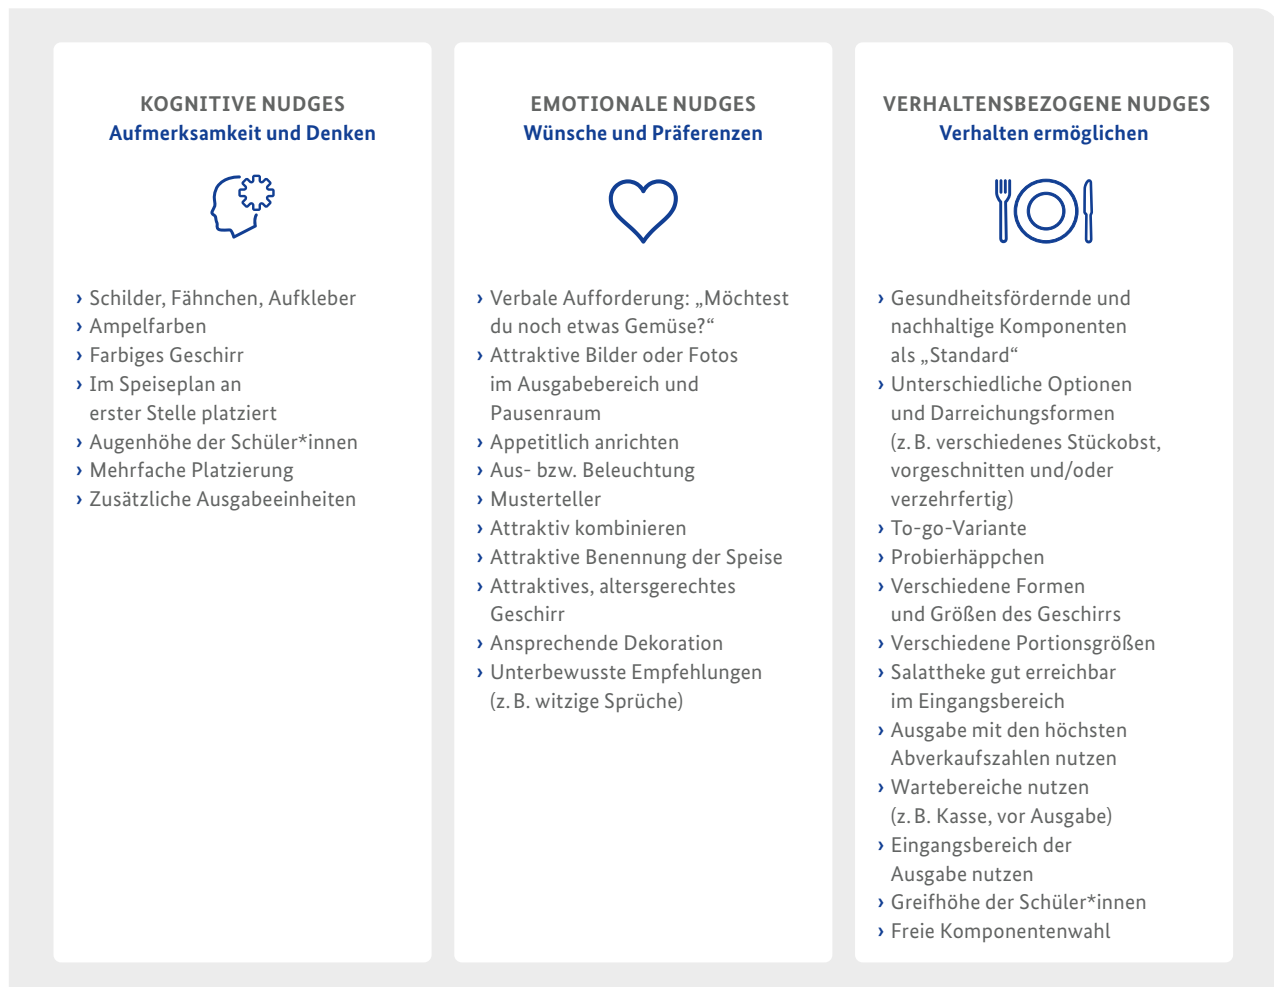 KOGNITIVE NUDGES
Aufmerksamkeit und Denken
› Schilder, Fähnchen, Aufkleber
› Ampelfarben
› Farbiges Geschirr
› Im Speiseplan an
erster Stelle platziert
› Augenhöhe der Schüler*innen
› Mehrfache Platzierung
› Zusätzliche Ausgabeeinheiten
EMOTIONALE NUDGES
Wünsche und Präferenzen
› Verbale Aufforderung: „Möchtest
du noch etwas Gemüse?“
› Attraktive Bilder oder Fotos
im Ausgabebereich und
Pausenraum
› Appetitlich anrichten
› Aus- bzw. Beleuchtung
› Musterteller
› Attraktiv kombinieren
› Attraktive Benennung der Speise
› Attraktives, altersgerechtes
Geschirr
› Ansprechende Dekoration
› Unterbewusste Empfehlungen
(z. B. witzige Sprüche)
VERHALTENSBEZOGENE NUDGES
Verhalten ermöglichen
› Gesundheitsfördernde und
nachhaltige Komponenten
als „Standard“
› Unterschiedliche Optionen
und Darreichungsformen
(z. B. verschiedenes Stückobst,
vorgeschnitten und/oder
verzehrfertig)
› To-go-Variante
› Probierhäppchen
› Verschiedene Formen
und Größen des Geschirrs
› Verschiedene Portionsgrößen
› Salattheke gut erreichbar
im Eingangsbereich
› Ausgabe mit den höchsten
Abverkaufszahlen nutzen
› Wartebereiche nutzen
(z. B. Kasse, vor Ausgabe)
› Eingangsbereich der
Ausgabe nutzen
› Greifhöhe der Schüler*innen
› Freie Komponentenwahl